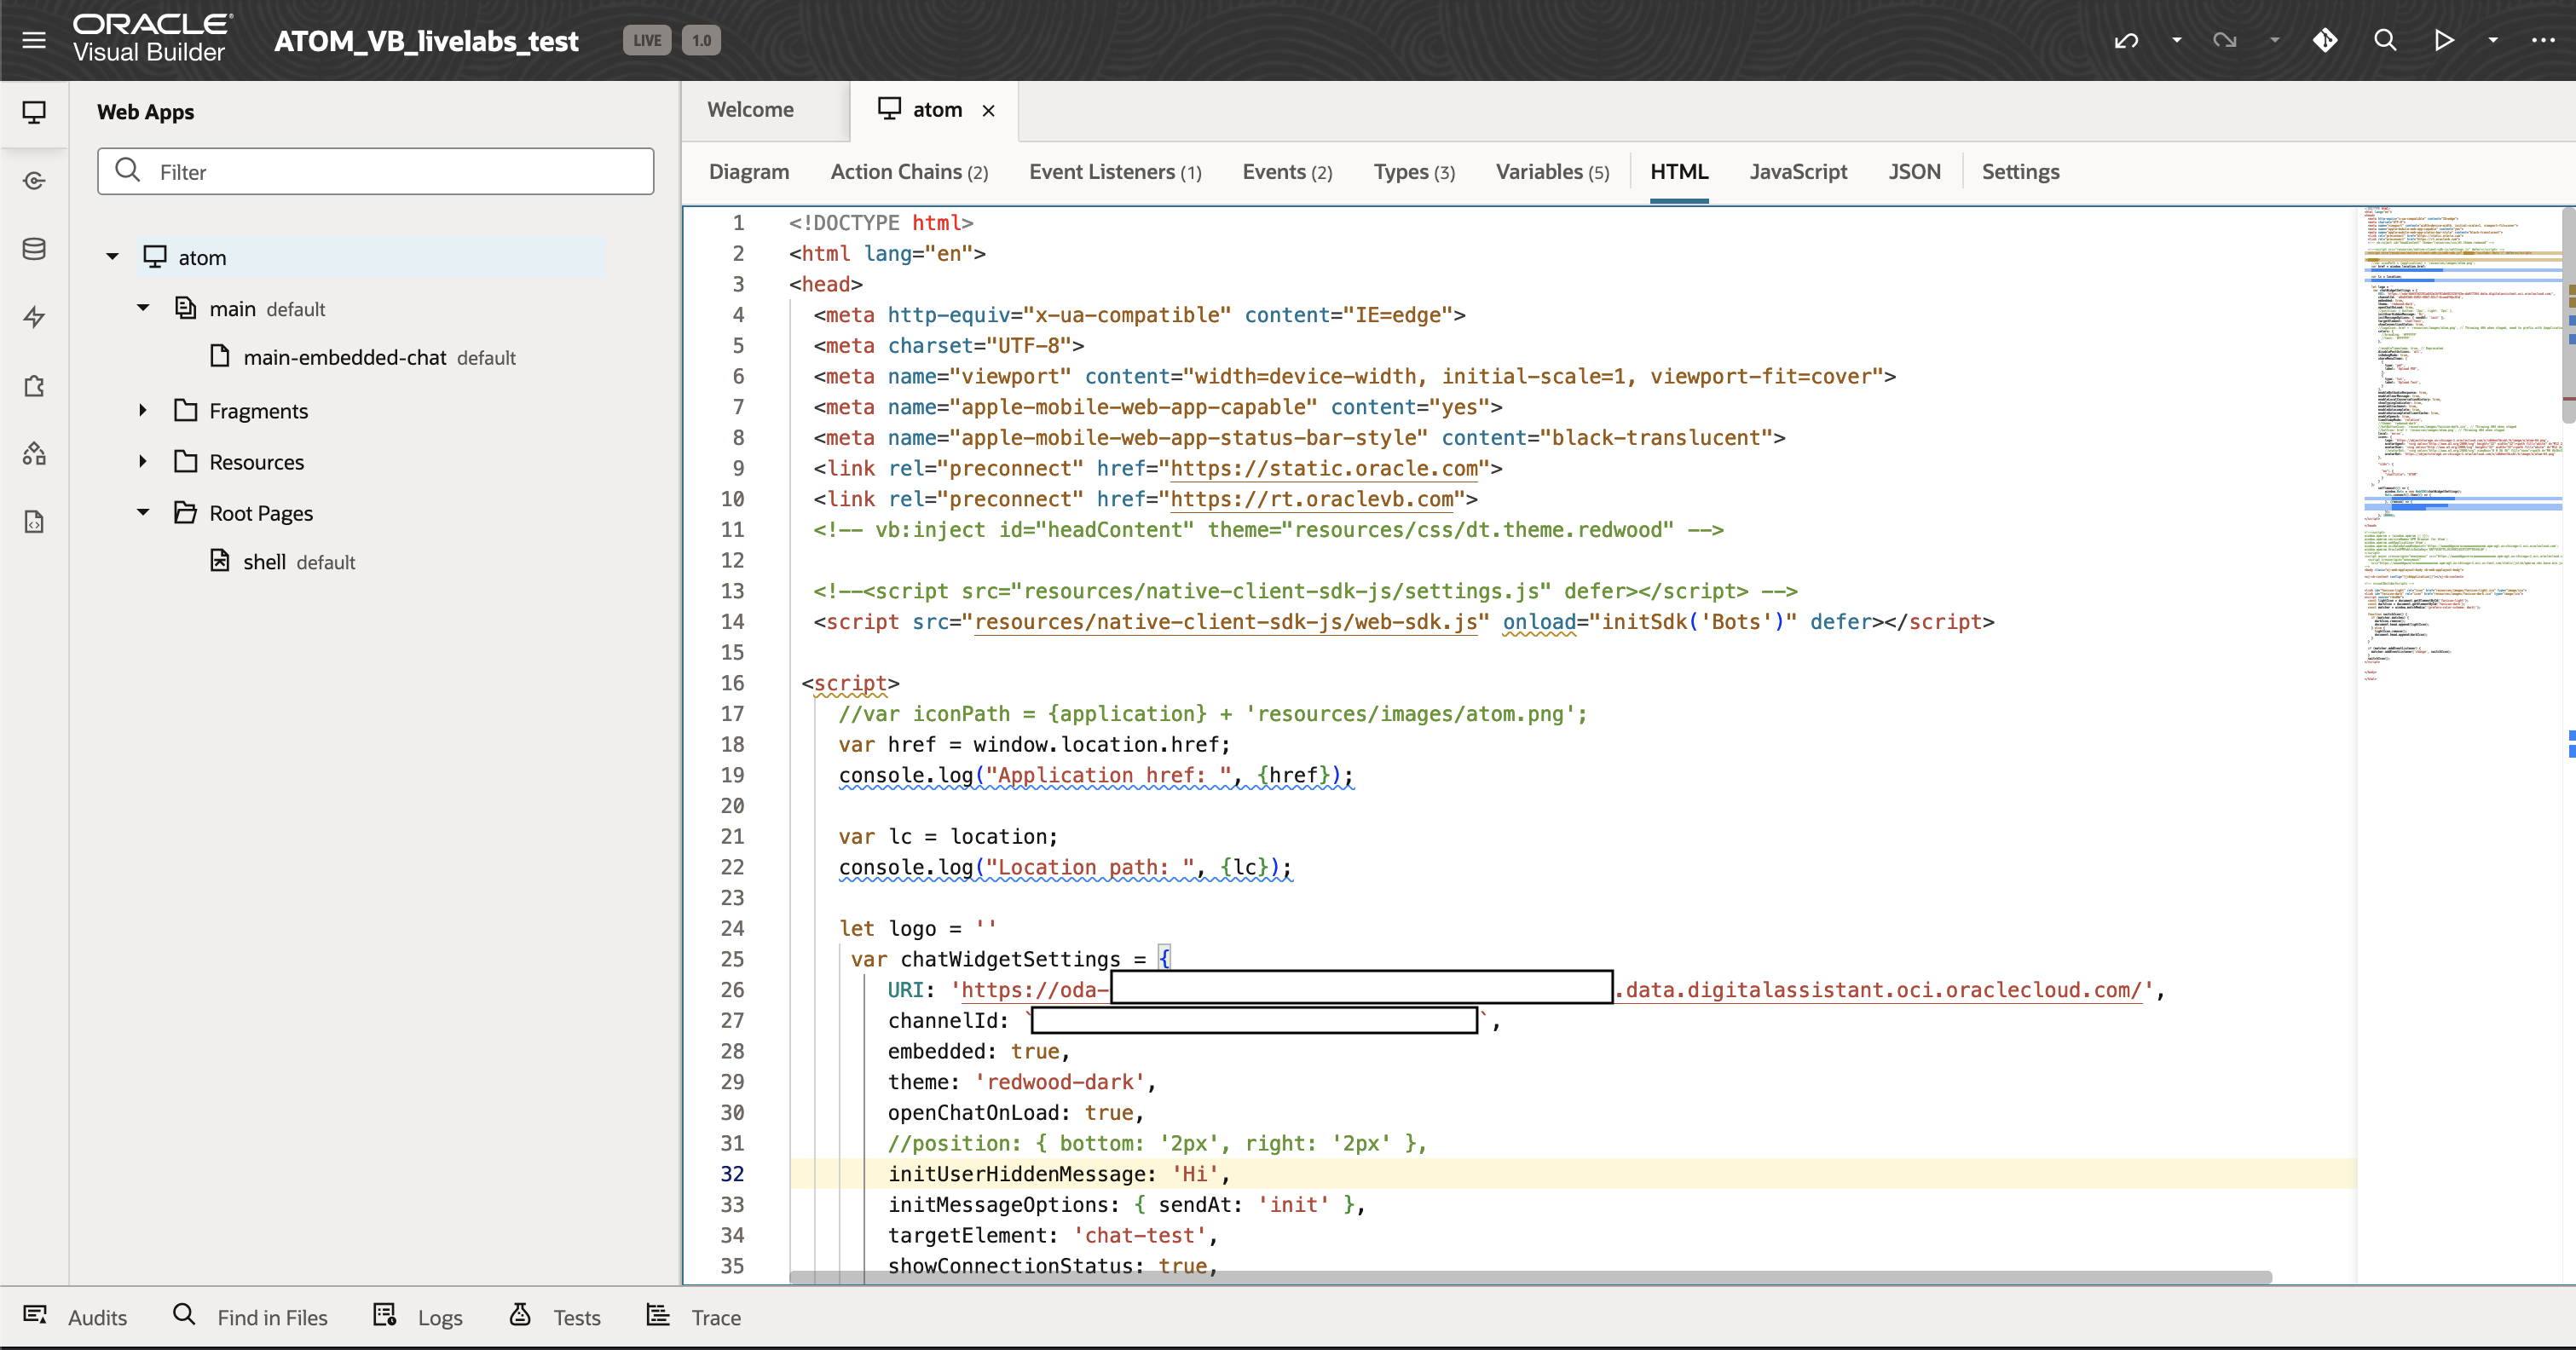 ORACLE
Visual Builder
ATOM_VB_livelabs_test
LIVE
1.0
Web Apps
Filter
atom
main default
main-embedded-chat default
Fragments
Resources
Root Pages
shell default
Welcome
atom
Diagram
Action Chains (2)
Event Listeners (1)
Events (2)
Types (3)
Variables (5)
HTML
JavaScript
JSON
Settings
1 <!DOCTYPE html>
2 <html lang="en">
3 <head>
4 <meta http-equiv="x-ua-compatible" content="IE=edge">
5 <meta charset="UTF-8">
6 <meta name="viewport" content="width=device-width, initial-scale=1, viewport-fit=cover">
7 <meta name="apple-mobile-web-app-capable" content="yes">
8 <meta name="apple-mobile-web-app-status-bar-style" content="black-translucent">
9 <link rel="preconnect" href="https://static.oracle.com">
10 <link rel="preconnect" href="https://rt.oraclevb.com">
11 <!-- vb:inject id="headContent" theme="resources/css/dt.theme.redwood" -->
12
13 <!--<script src="resources/native-client-sdk-js/settings.js" defer></script> -->
14 <script src="resources/native-client-sdk-js/web-sdk.js" onload="initSdk('Bots')" defer></script>
15
16 <script>
17 //var iconPath = {application} + 'resources/images/atom.png';
18 var href = window.location.href;
19 console.log("Application href: ", {href});
20
21 var lc = location;
22 console.log("Location path: ", {lc});
23
24 let logo = ''
25 var chatWidgetSettings = {
26 URI: 'https://oda-.data.digitalassistant.oci.oraclecloud.com/',
27 channelId: ``,
28 embedded: true,
29 theme: 'redwood-dark',
30 openChatOnLoad: true,
31 //position: { bottom: '2px', right: '2px' },
32 initUserHiddenMessage: 'Hi',
33 initMessageOptions: { sendAt: 'init' },
34 targetElement: 'chat-test',
35 showConnectionStatus: true,
Audits
Find in Files
Logs
Tests
Trace